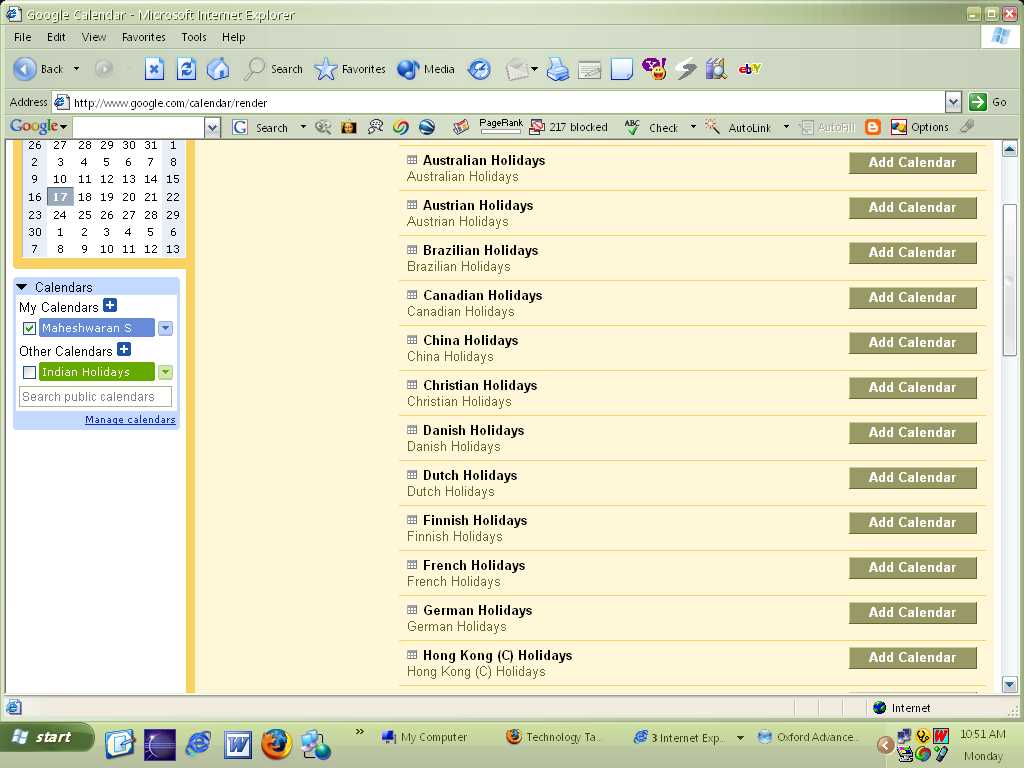 Google Calendar - Microsoft Internet Explorer
File Edit View Favorites Tools Help
Back Search Favorites Media ebY
Address http://www.google.com/calendar/render Go
Google G Search PageRank 217 blocked ABC Check AutoLink AutoFill Options
26 27 28 29 30 31 1
2 3 4 5 6 7 8
9 10 11 12 13 14 15
16 17 18 19 20 21 22
23 24 25 26 27 28 29
30 1 2 3 4 5 6
7 8 9 10 11 12 13
Calendars
My Calendars
Maheshwaran S
Other Calendars
Indian Holidays
Search public calendars
Manage calendars
Australian Holidays Add Calendar
Australian Holidays
Austrian Holidays Add Calendar
Austrian Holidays
Brazilian Holidays Add Calendar
Brazilian Holidays
Canadian Holidays Add Calendar
Canadian Holidays
China Holidays Add Calendar
China Holidays
Christian Holidays Add Calendar
Christian Holidays
Danish Holidays Add Calendar
Danish Holidays
Dutch Holidays Add Calendar
Dutch Holidays
Finnish Holidays Add Calendar
Finnish Holidays
French Holidays Add Calendar
French Holidays
German Holidays Add Calendar
German Holidays
Hong Kong (C) Holidays Add Calendar
Hong Kong (C) Holidays
Internet
start W » My Computer Technology Ta... 3 Internet Exp... Oxford Advance... 10:51 AM
Monday